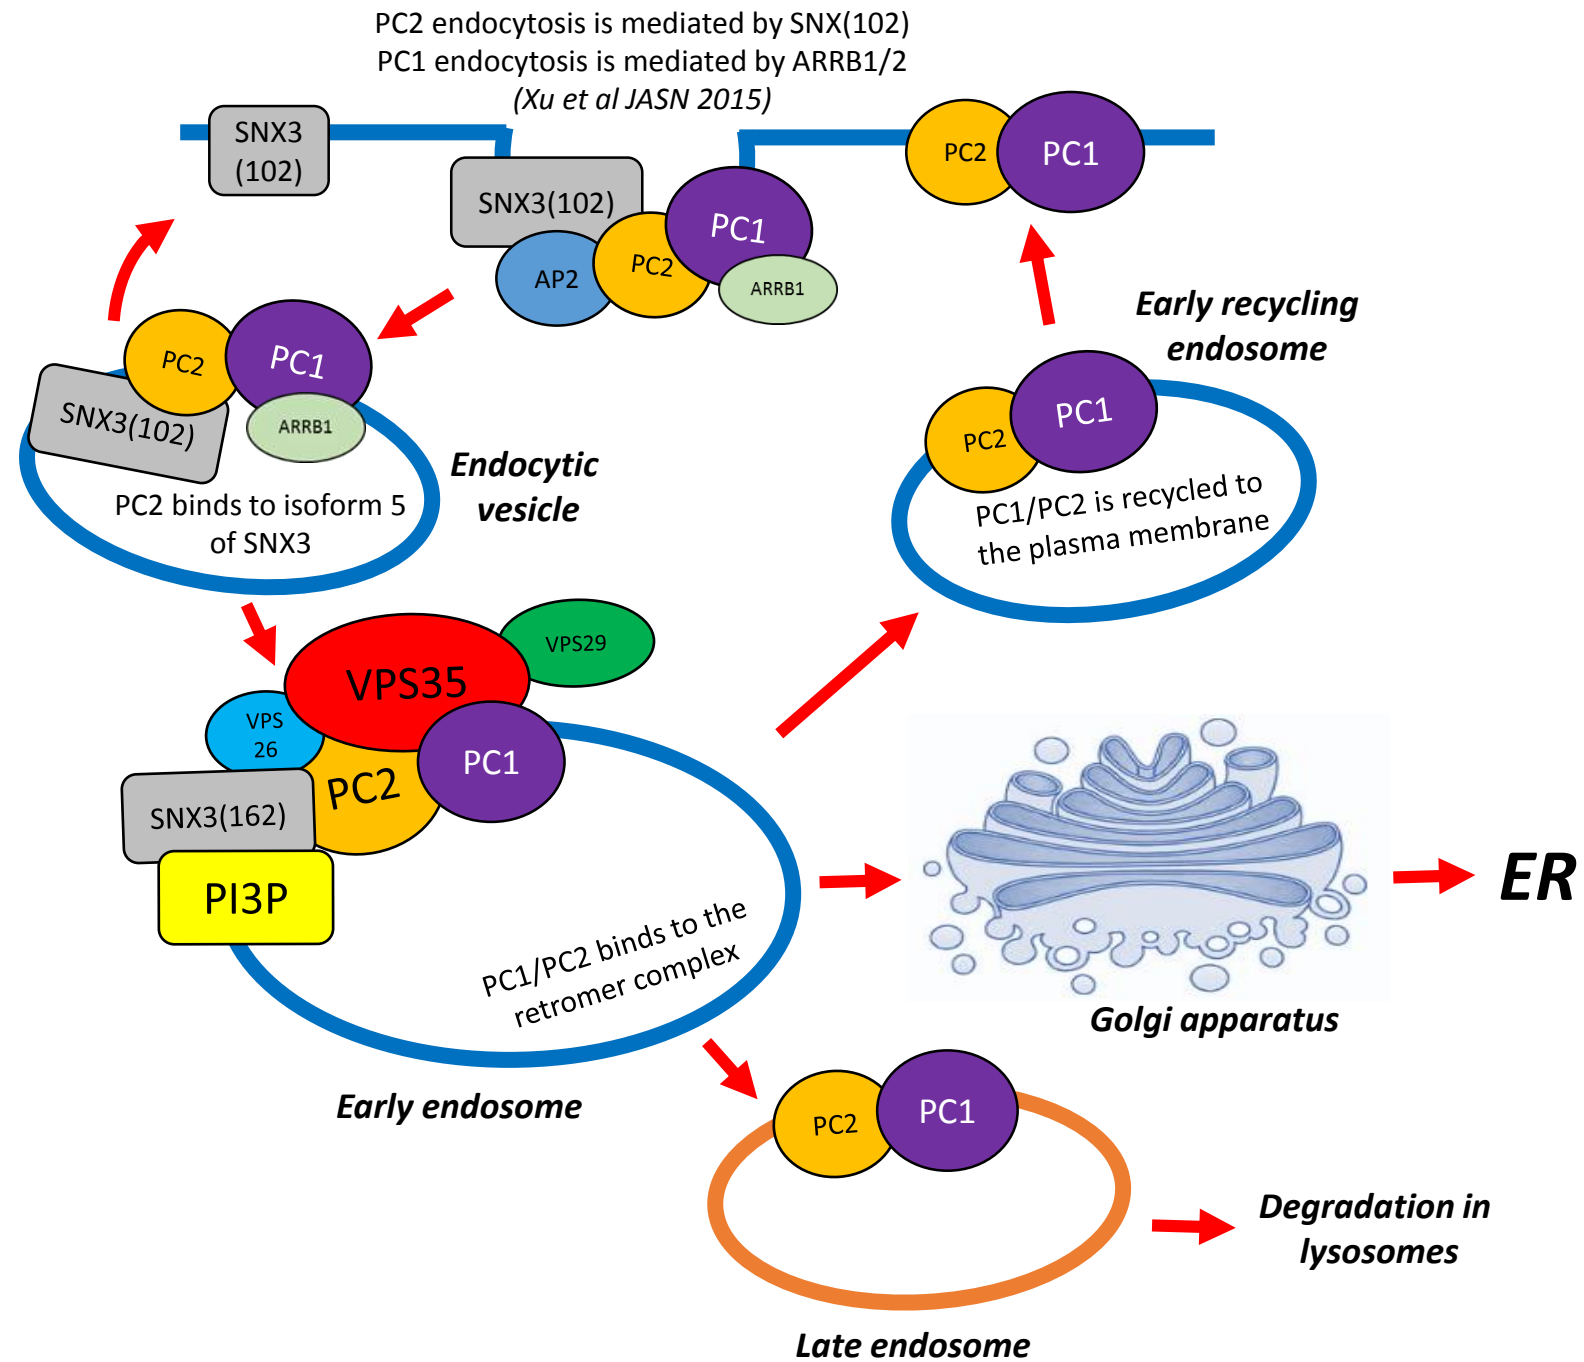 PC2 endocytosis is mediated by SNX(102)
PC1 endocytosis is mediated by ARRB1/2
(Xu et al JASN 2015)
SNX3
(102)
PC2
PC1
SNX3(102)
AP2
PC2
PC1
ARRB1
PC2
PC1
SNX3(102)
ARRB1
PC2 binds to isoform 5
of SNX3
Endocytic
vesicle
Early recycling
endosome
PC2
PC1
PC1/PC2 is recycled to
the plasma membrane
VPS35
VPS29
VPS
26
PC2
PC1
SNX3(162)
PI3P
PC1/PC2 binds to the
retromer complex
Early endosome
Golgi apparatus
ER
PC2
PC1
Degradation in
lysosomes
Late endosome